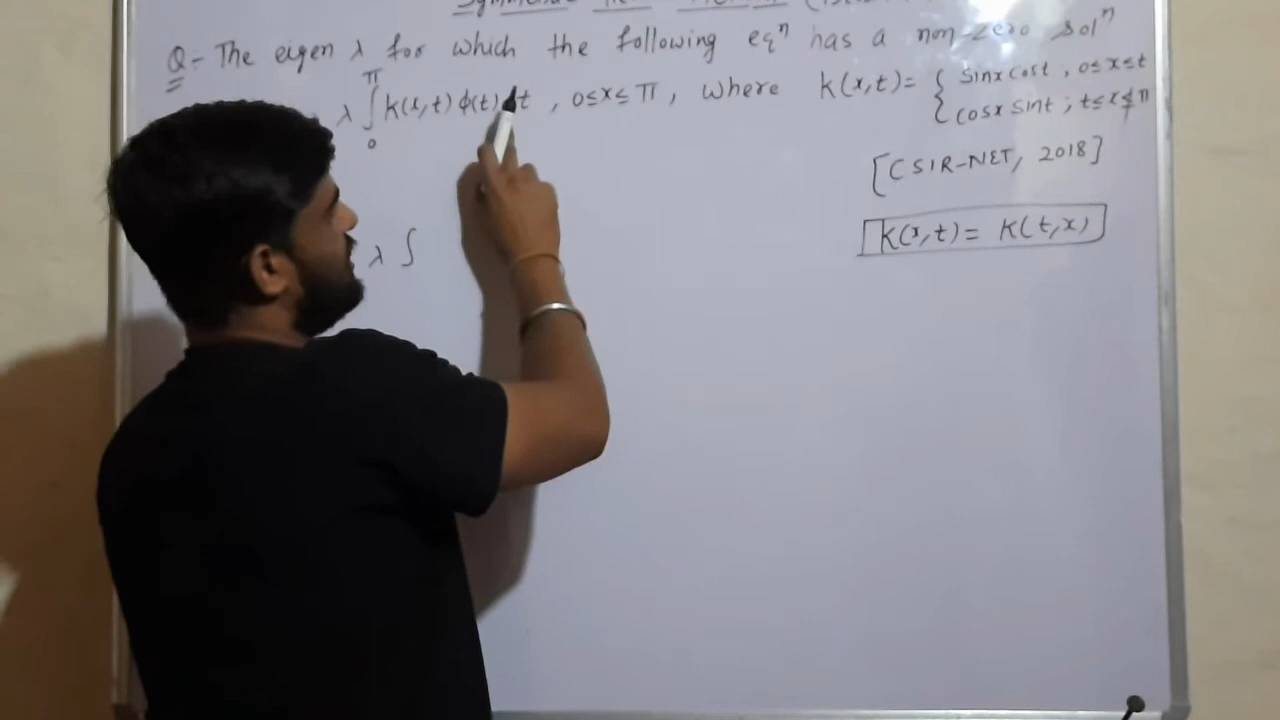 Q- The eigen λ for which the following eqⁿ has a non-zero solⁿ
λ ∫₀^π K(x,t) ϕ(t) dt , 0≤x≤π, where K(x,t)= { sinx cost , 0≤x≤t
cosx sint ; t≤x≤π
[CSIR-NET, 2018]
K(x,t)= K(t,x)
λ ∫